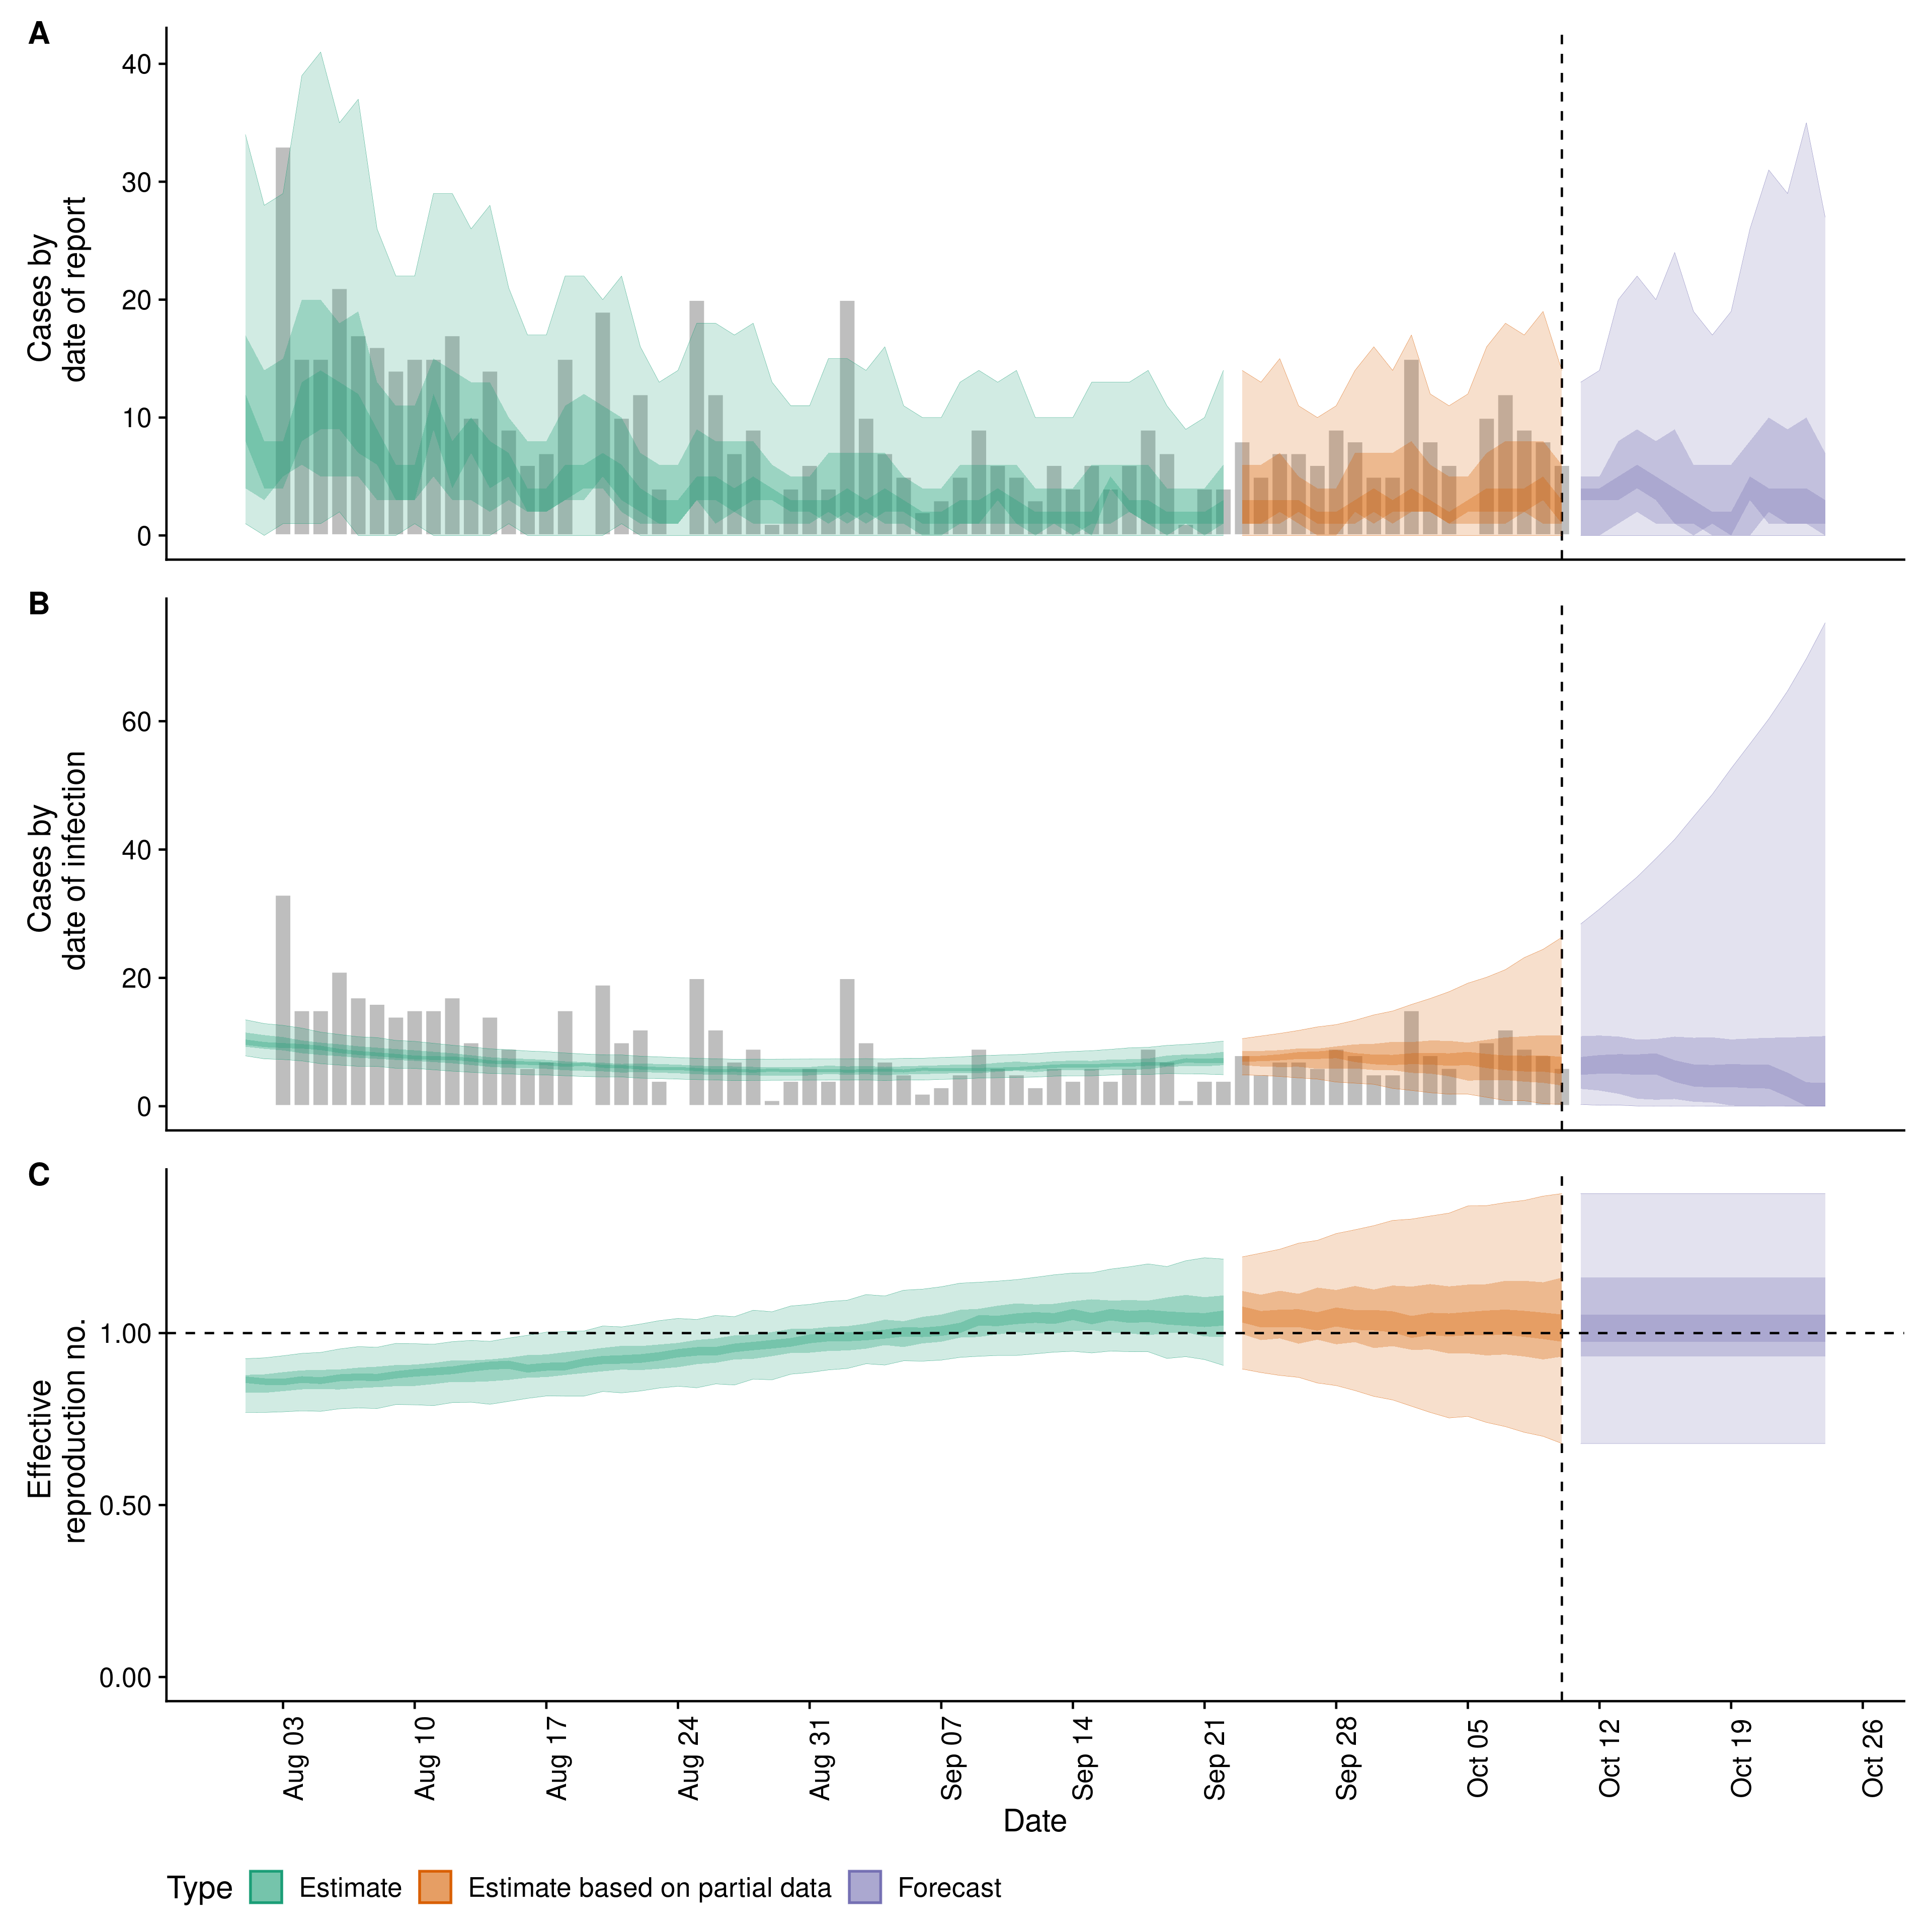 A
Cases by
date of report
40
30
20
10
0
B
Cases by
date of infection
60
40
20
0
C
Effective
reproduction no.
1.00
0.50
0.00
Aug 03
Aug 10
Aug 17
Aug 24
Aug 31
Sep 07
Sep 14
Sep 21
Sep 28
Oct 05
Oct 12
Oct 19
Oct 26
Date
Type Estimate Estimate based on partial data Forecast